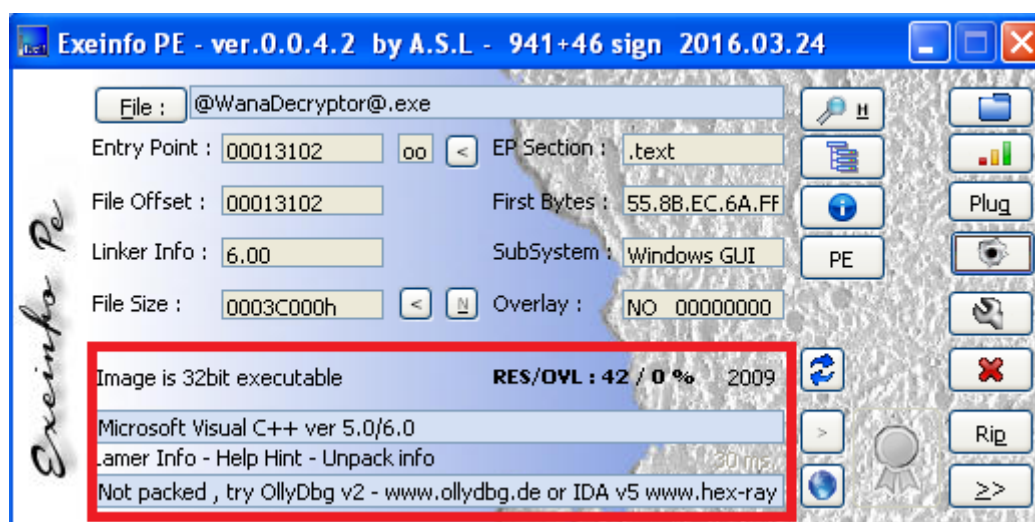 Exeinfo PE - ver.0.0.4.2 by A.S.L - 941+46 sign 2016.03.24
File : @WanaDecryptor@.exe H
Entry Point : 00013102 oo < EP Section : .text
File Offset : 00013102 First Bytes : 55.8B.EC.6A.FF Plug
Linker Info : 6.00 SubSystem : Windows GUI PE
File Size : 0003C000h < N Overlay : NO 00000000
Exeinfo Pe
Image is 32bit executable RES/OVL : 42 / 0 % 2009
Microsoft Visual C++ ver 5.0/6.0 >
Lamer Info - Help Hint - Unpack info 30 ms. Rip
Not packed , try OllyDbg v2 - www.ollydbg.de or IDA v5 www.hex-ray >>